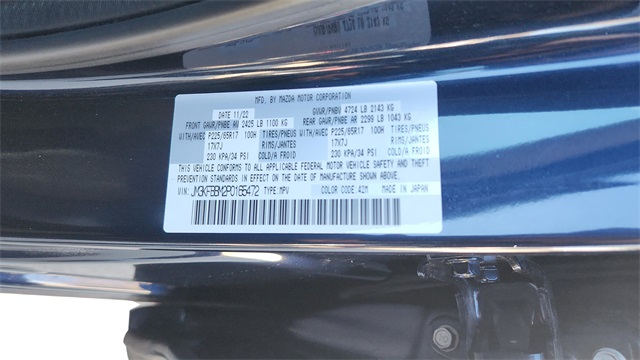 MFD. BY MAZDA MOTOR CORPORATION
DATE 11/22 GVWR/PNBV 4724 LB 2143 KG
FRONT GAWR/PNBE AV 2425 LB 1100 KG REAR GAWR/PNBE AR 2299 LB 1043 KG
WITH/AVEC P225/65R17 100H TIRES/PNEUS WITH/AVEC P225/65R17 100H TIRES/PNEUS
17X7J RIMS/JANTES 17X7J RIMS/JANTES
230 KPA/34 PSI COLD/A FROID 230 KPA/34 PSI COLD/A FROID
THIS VEHICLE CONFORMS TO ALL APPLICABLE FEDERAL MOTOR VEHICLE SAFETY AND THEFT
PREVENTION STANDARDS IN EFFECT ON THE DATE OF MANUFACTURE SHOWN ABOVE.
VIN: JM3KFBBM2P0165472 TYPE:MPV COLOR CODE: 42M MADE IN JAPAN